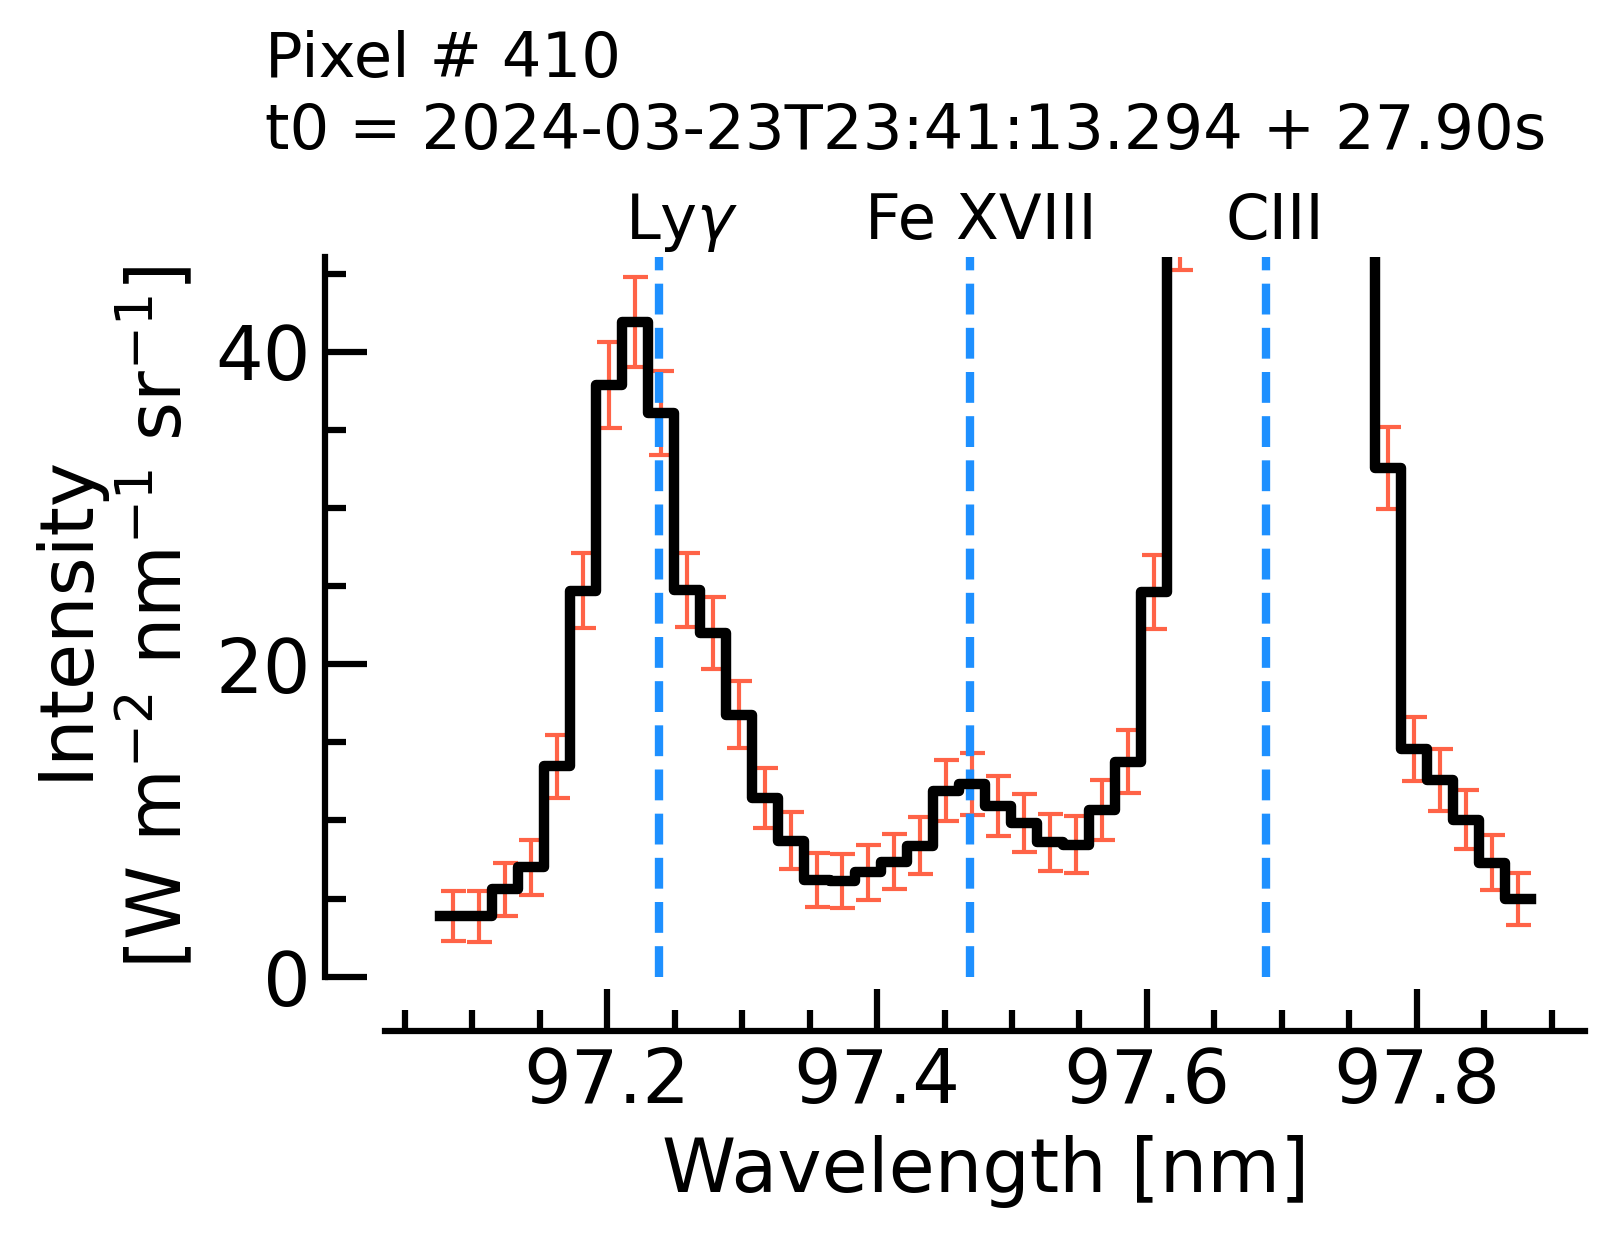 Pixel # 410
t0 = 2024-03-23T23:41:13.294 + 27.90s
Lyγ Fe XVIII CIII
Intensity
[W m⁻² nm⁻¹ sr⁻¹]
40
20
0
97.2 97.4 97.6 97.8
Wavelength [nm]